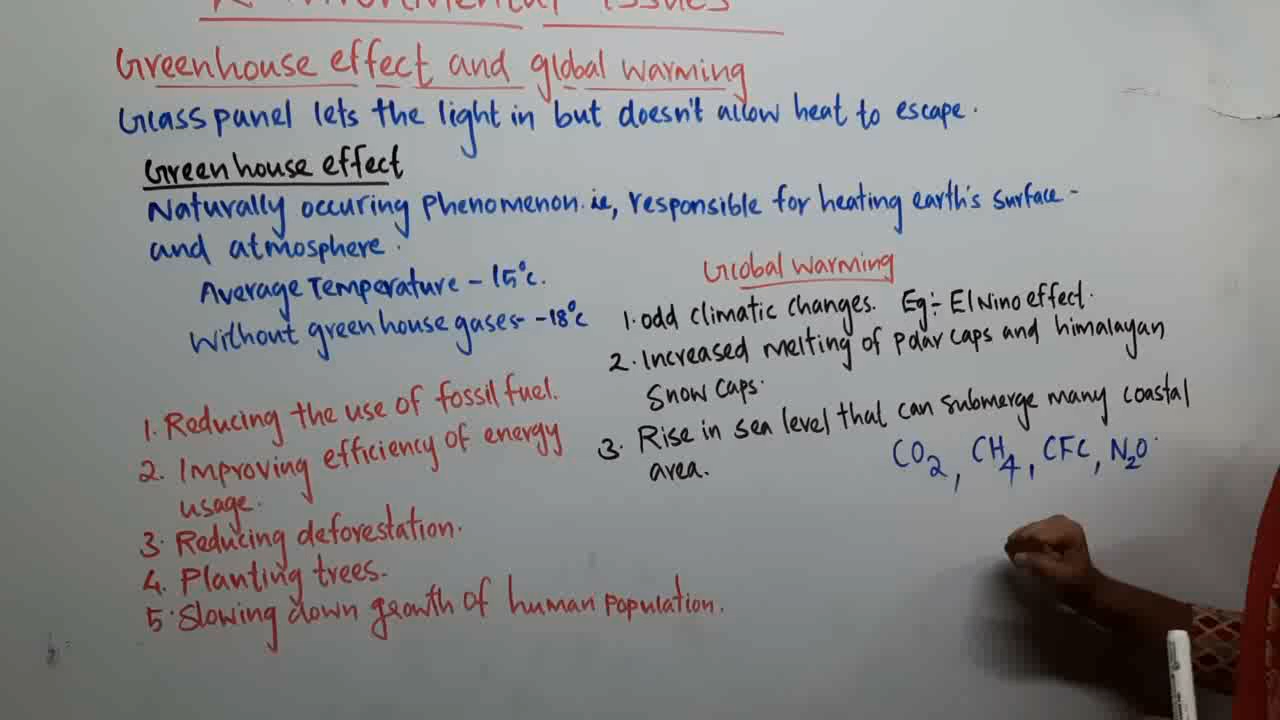 Issues
Greenhouse effect and global warming
Glass panel lets the light in but doesn't allow heat to escape.
Greenhouse effect
Naturally occuring phenomenon. ie, responsible for heating earth's surface -
and atmosphere.
Average Temperature - 15°c.
Without greenhouse gases - -18°c
Global warming
1. odd climatic changes. Eg:- El Nino effect.
2. Increased melting of polar caps and himalayan,
Snow caps.
3. Rise in sea level that can submerge many coastal
area.
CO2, CH4, CFC, N2O.
1. Reducing the use of fossil fuel.
2. Improving efficiency of energy
usage.
3. Reducing deforestation.
4. Planting trees.
5. Slowing down growth of human population.